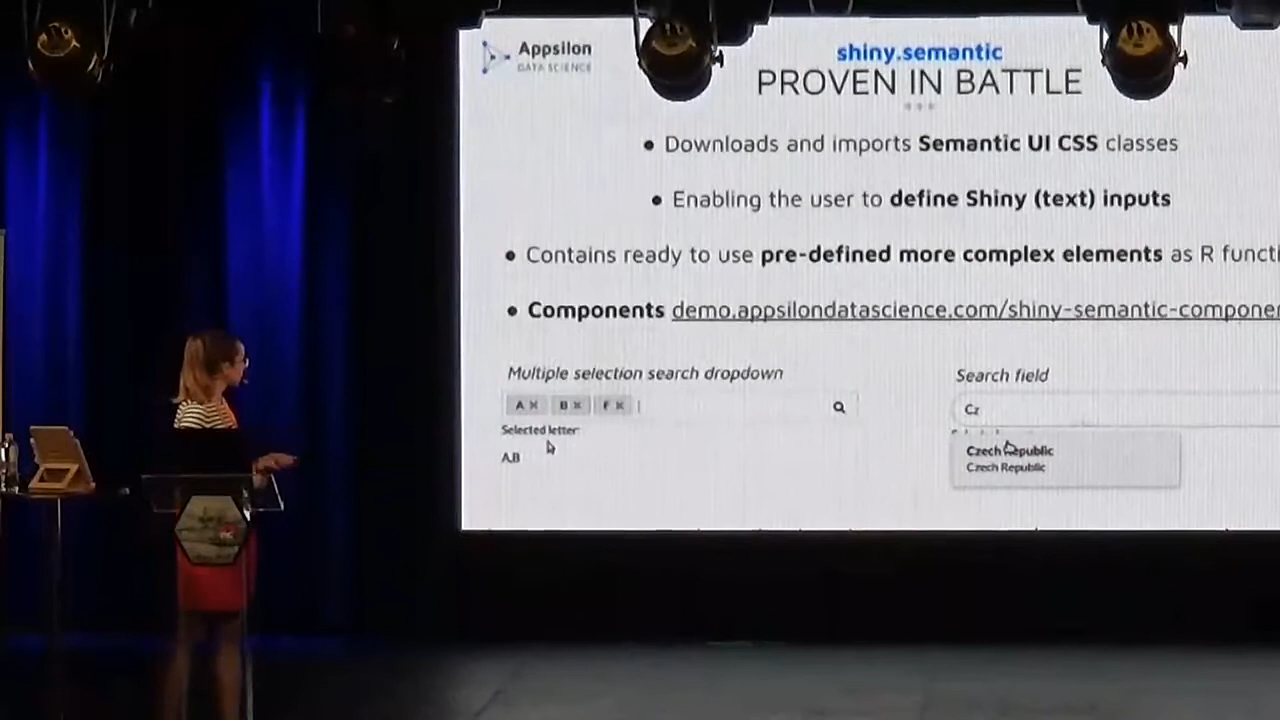 Appsilon
DATA SCIENCE
shiny.semantic
PROVEN IN BATTLE
• Downloads and imports Semantic UI CSS classes
• Enabling the user to define Shiny (text) inputs
• Contains ready to use pre-defined more complex elements as R functi
• Components demo.appsilondatascience.com/shiny-semantic-componen
Multiple selection search dropdown
Search field
A × B × F ×
Cz
Selected letter:
A,B
Czech Republic
Czech Republic